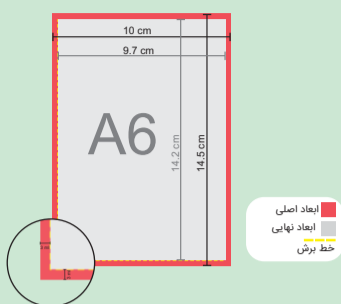 10 cm
9.7 cm
A6
14.2 cm
14.5 cm
ابعاد اصلی
ابعاد نهایی
خط برش